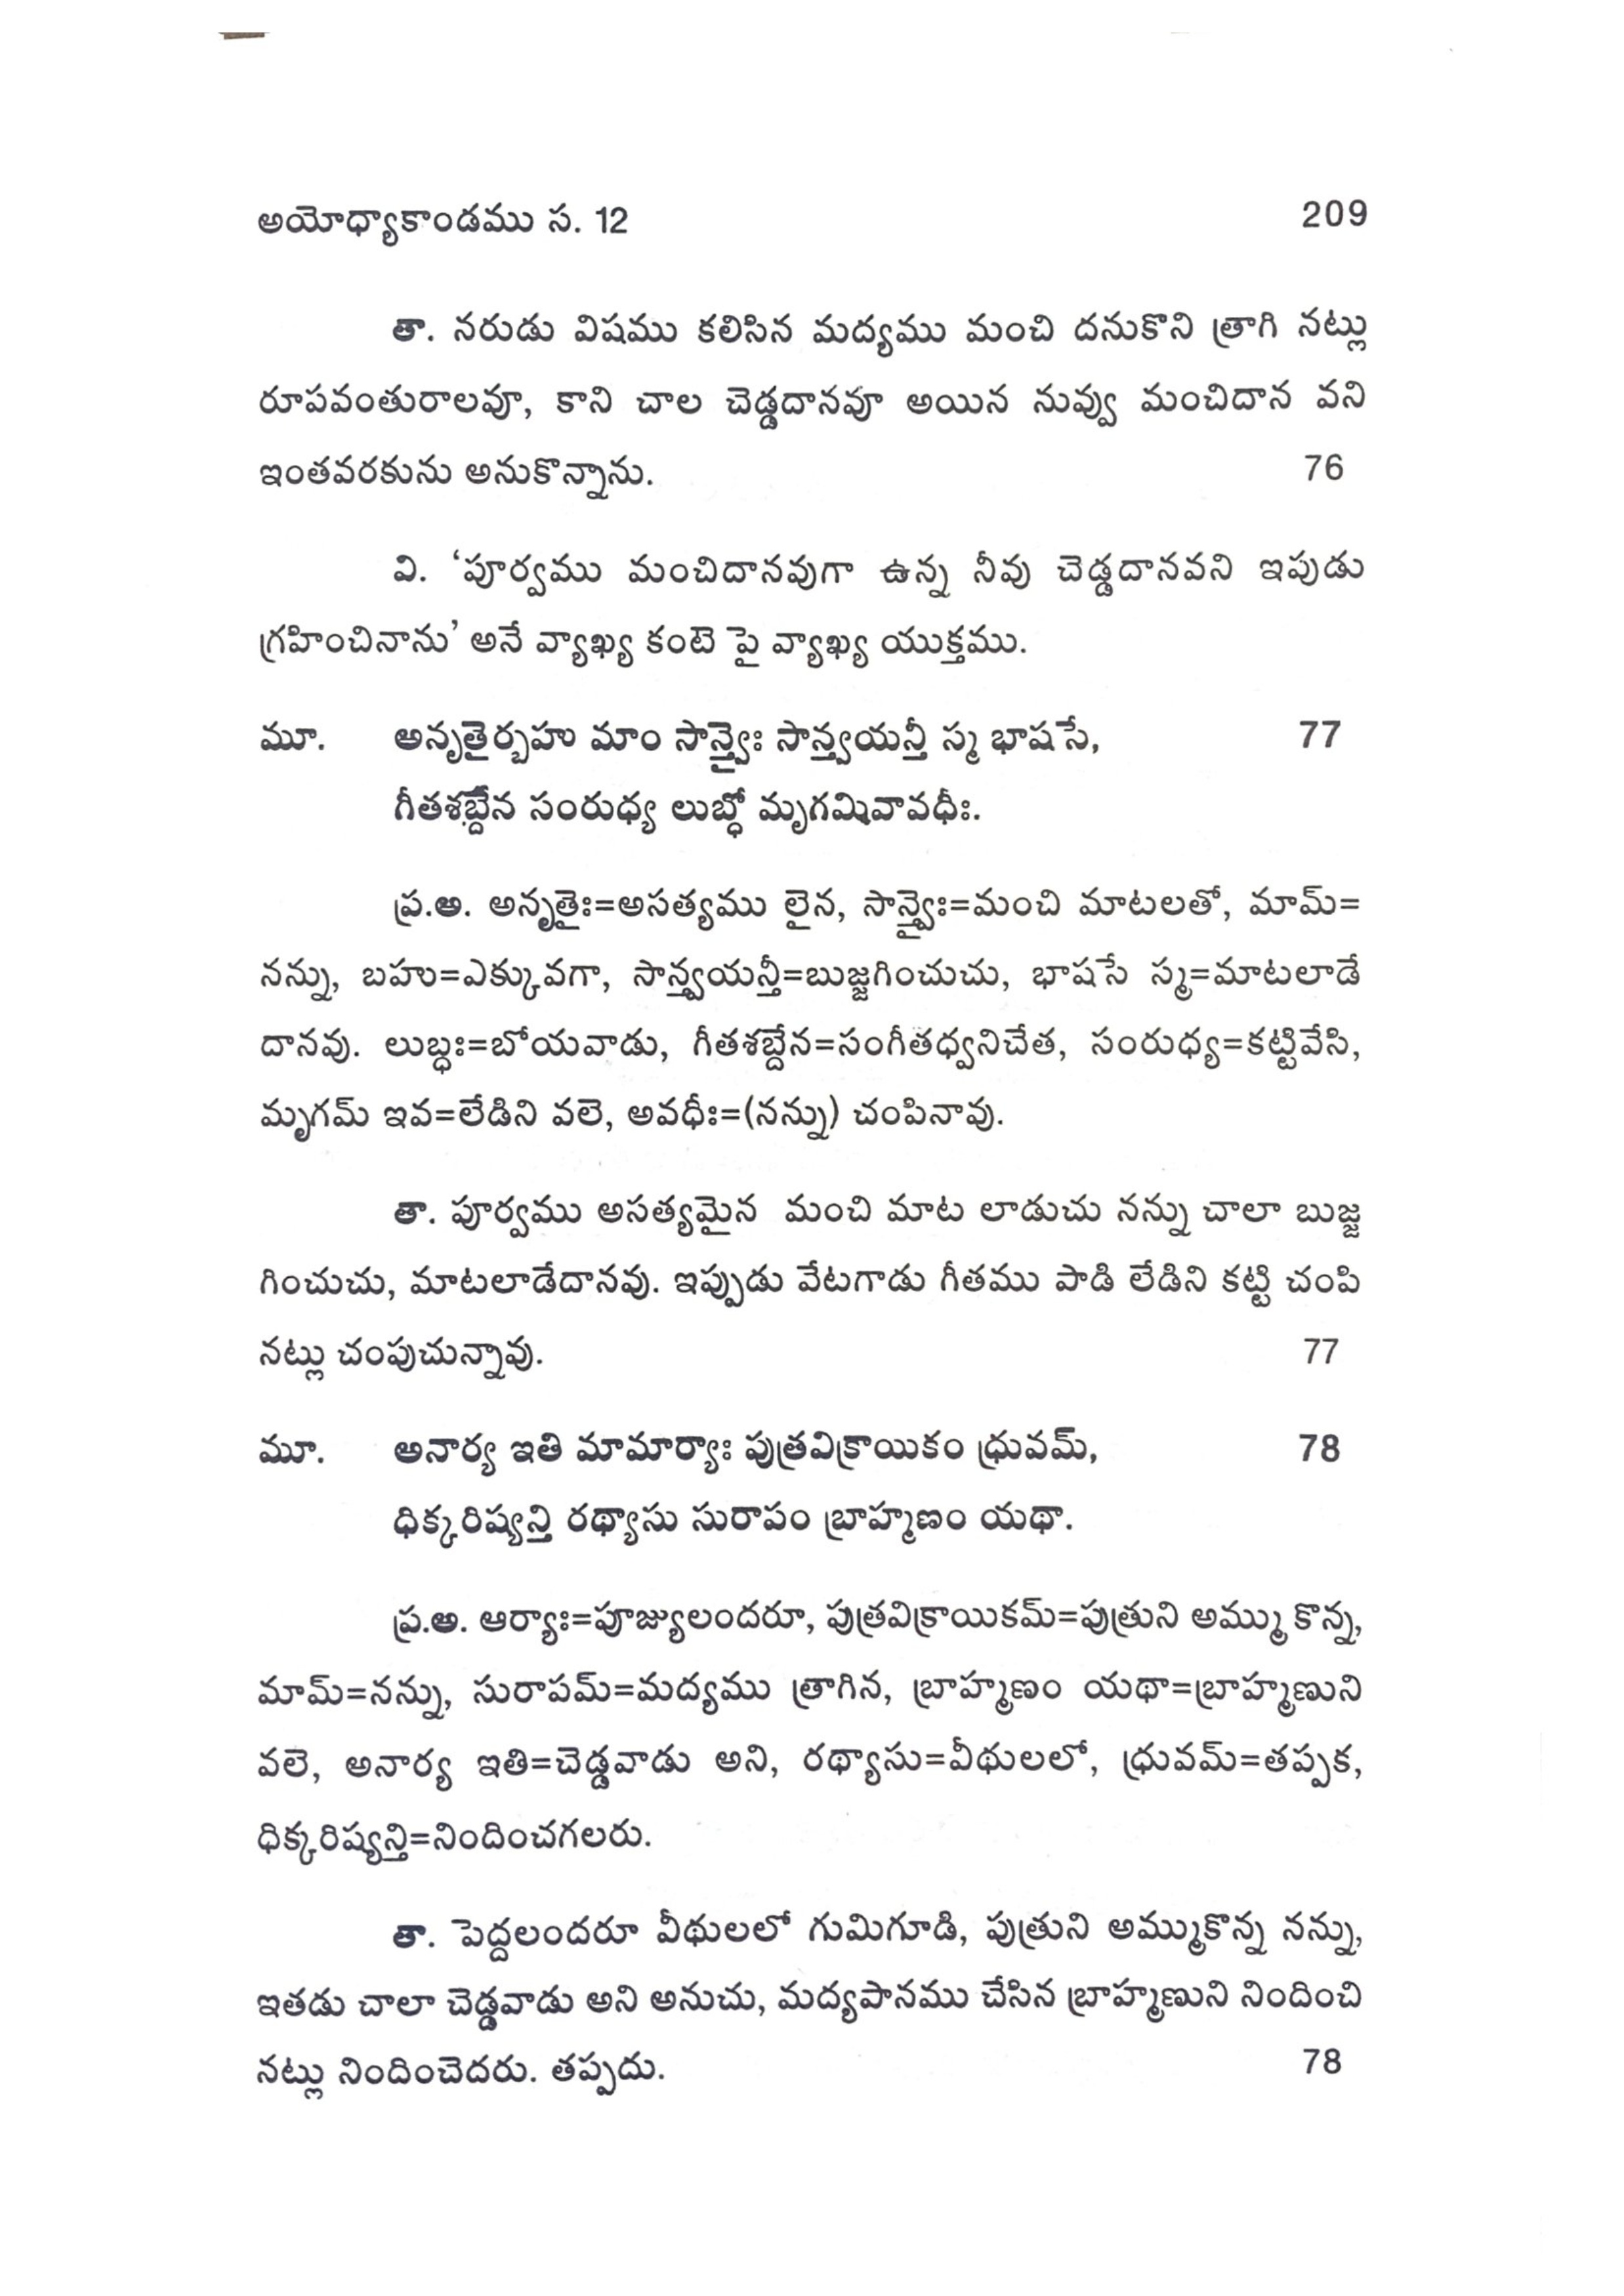 అయోధ్యాకాండము స. 12 209
తా. నరుడు విషము కలిసిన మద్యము మంచి దనుకొని త్రాగి నట్లు
రూపవంతురాలవూ, కాని చాల చెడ్డదానవూ అయిన నువ్వు మంచిదాన వని
ఇంతవరకును అనుకొన్నాను. 76
వి. ‘పూర్వము మంచిదానవుగా ఉన్న నీవు చెడ్డదానవని ఇపుడు
గ్రహించినాను’ అనే వ్యాఖ్య కంటె పై వ్యాఖ్య యుక్తము.
మూ. అనృతైర్బహు మాం సాన్త్వైః సాన్త్వయన్తీ స్మ భాషసే, 77
గీతశబ్దేన సంరుధ్య లుబ్ధో మృగమివావధీః.
ప్ర.అ. అనృతైః=అసత్యము లైన, సాన్త్వైః=మంచి మాటలతో, మామ్=
నన్ను, బహు=ఎక్కువగా, సాన్త్వయన్తీ=బుజ్జగించుచు, భాషసే స్మ=మాటలాడే
దానవు. లుబ్ధః=బోయవాడు, గీతశబ్దేన=సంగీతధ్వనిచేత, సంరుధ్య=కట్టివేసి,
మృగమ్ ఇవ=లేడిని వలె, అవధీః=(నన్ను) చంపినావు.
తా. పూర్వము అసత్యమైన మంచి మాట లాడుచు నన్ను చాలా బుజ్జ
గించుచు, మాటలాడేదానవు. ఇప్పుడు వేటగాడు గీతము పాడి లేడిని కట్టి చంపి
నట్లు చంపుచున్నావు. 77
మూ. అనార్య ఇతి మామార్యాః పుత్రవిక్రాయికం ధ్రువమ్, 78
ధిక్కరిష్యన్తి రథ్యాసు సురాపం బ్రాహ్మణం యథా.
ప్ర.అ. ఆర్యాః=పూజ్యులందరూ, పుత్రవిక్రాయికమ్=పుత్రుని అమ్ము కొన్న,
మామ్=నన్ను, సురాపమ్=మద్యము త్రాగిన, బ్రాహ్మణం యథా=బ్రాహ్మణుని
వలె, అనార్య ఇతి=చెడ్డవాడు అని, రథ్యాసు=వీథులలో, ధ్రువమ్=తప్పక,
ధిక్కరిష్యన్తి=నిందించగలరు.
తా. పెద్దలందరూ వీథులలో గుమిగూడి, పుత్రుని అమ్ముకొన్న నన్ను,
ఇతడు చాలా చెడ్డవాడు అని అనుచు, మద్యపానము చేసిన బ్రాహ్మణుని నిందించి
నట్లు నిందించెదరు. తప్పదు. 78